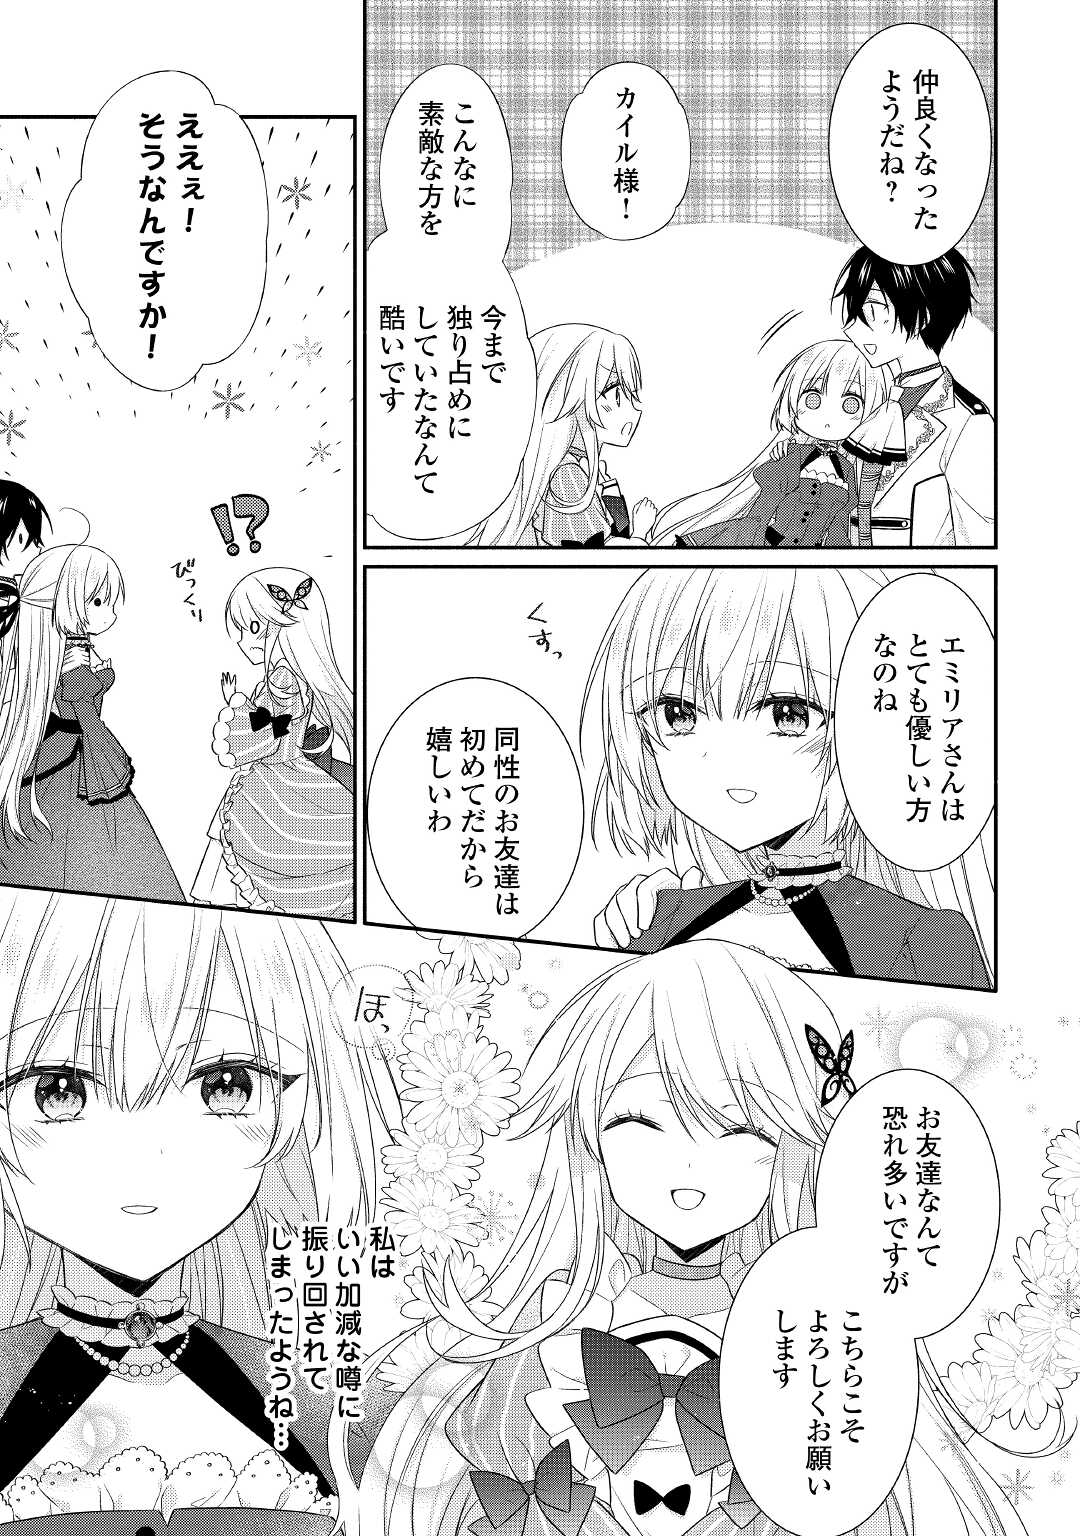 仲良くなった
ようだね？
カイル様！
こんなに
素敵な方を
今まで
独り占めに
していたなんて
酷いです
エミリアさんは
とても優しい方
なのね
くすっ
同性のお友達は
初めてだから
嬉しいわ
えええ！
そうなんですか！
!?
びっくり
お友達なんて
恐れ多いですが
こちらこそ
よろしくお願い
します
ほっ
私は
いい加減な噂に
振り回されて
しまったようね…